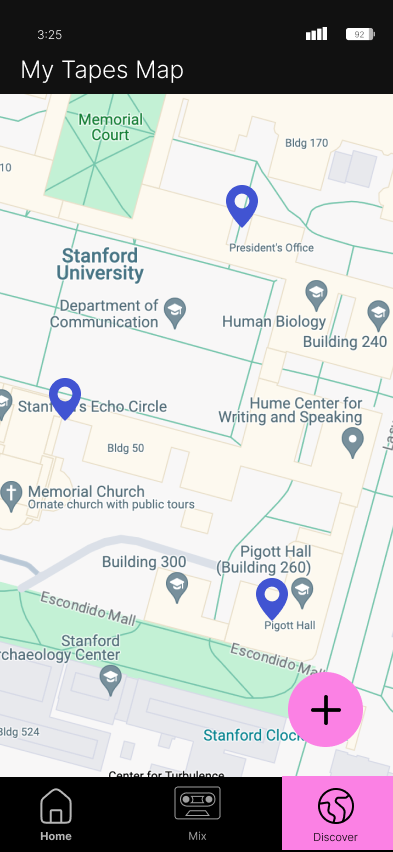 3:25
92
My Tapes Map
Memorial
Court
Bldg 170
10
President's Office
Stanford
University
Department of
Communication
Human Biology
Building 240
Hume Center for
Writing and Speaking
Echo Circle
Bldg 50
Memorial Church
Ornate church with public tours
Building 300
Pigott Hall
(Building 260)
Pigott Hall
Escondido Mall
Escondido Mall
Stanford
rchaeology Center
Bldg 524
Stanford Clock
Center for Turbulence
Home
Mix
Discover